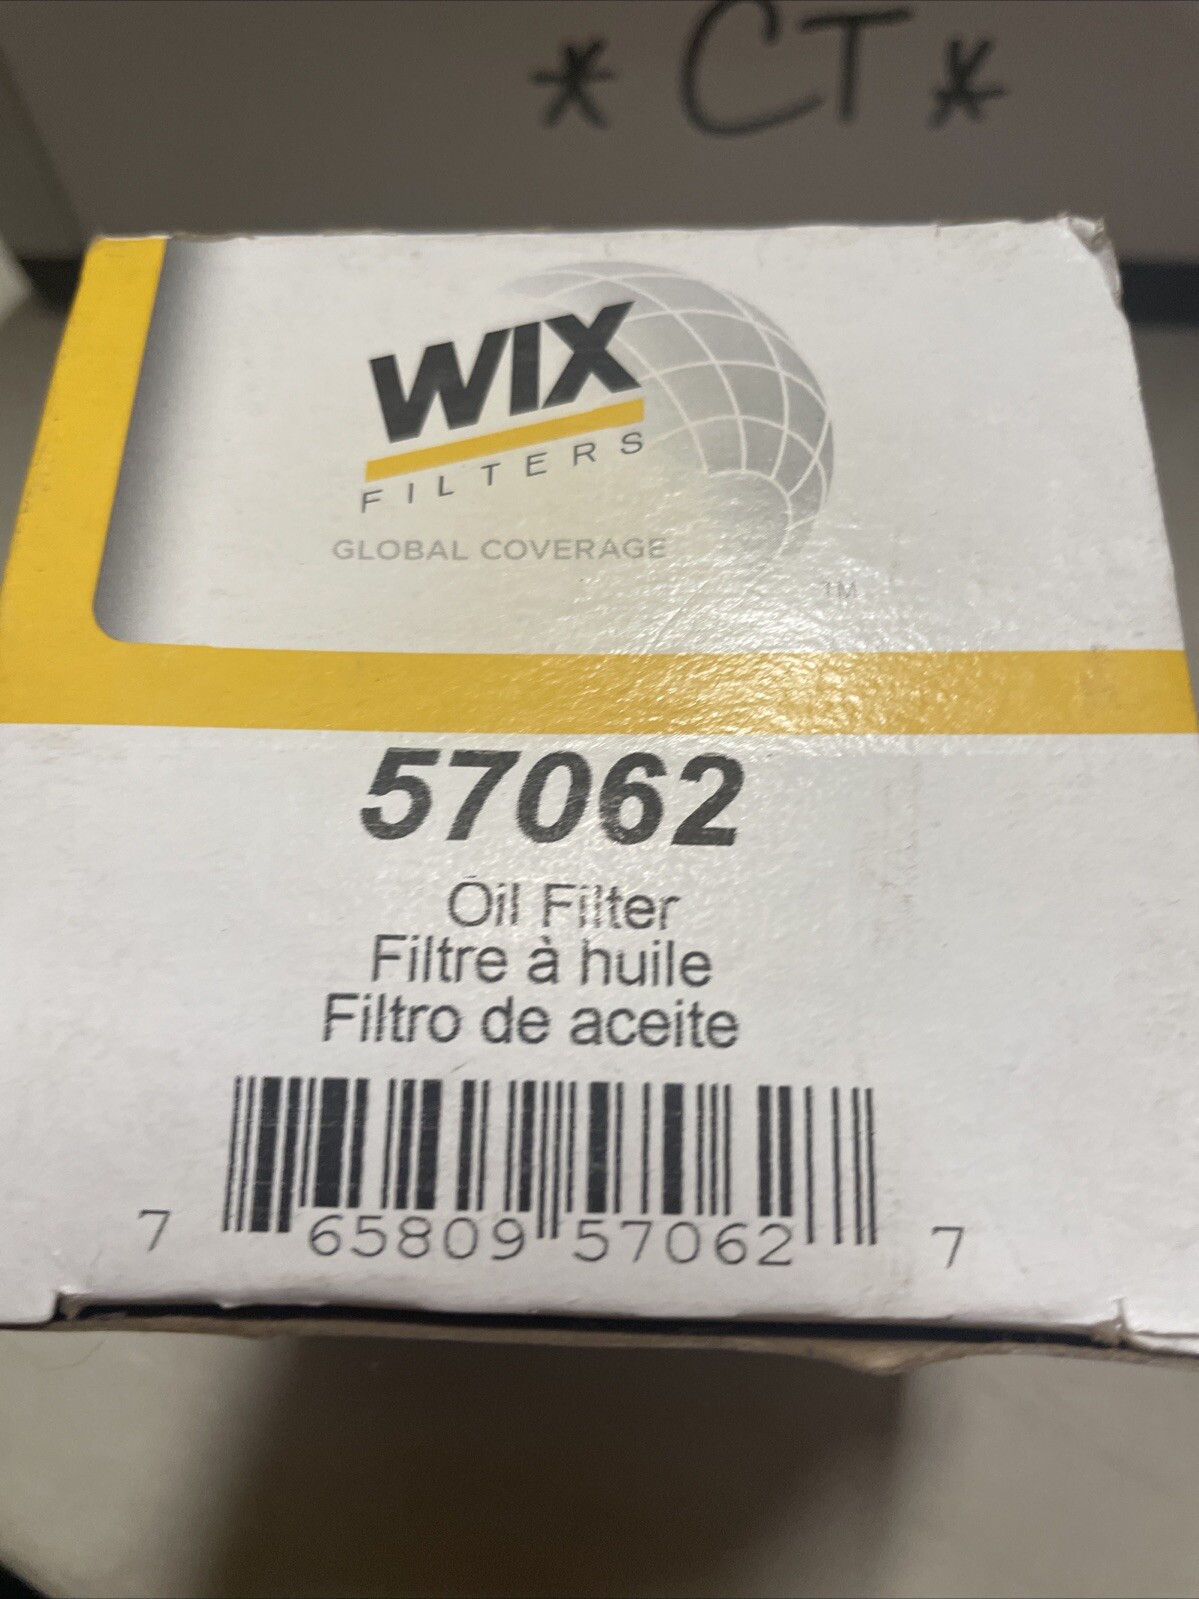 * CT *
WIX
FILTERS
GLOBAL COVERAGE
TM
57062
Oil Filter
Filtre à huile
Filtro de aceite
7 65809 57062 7